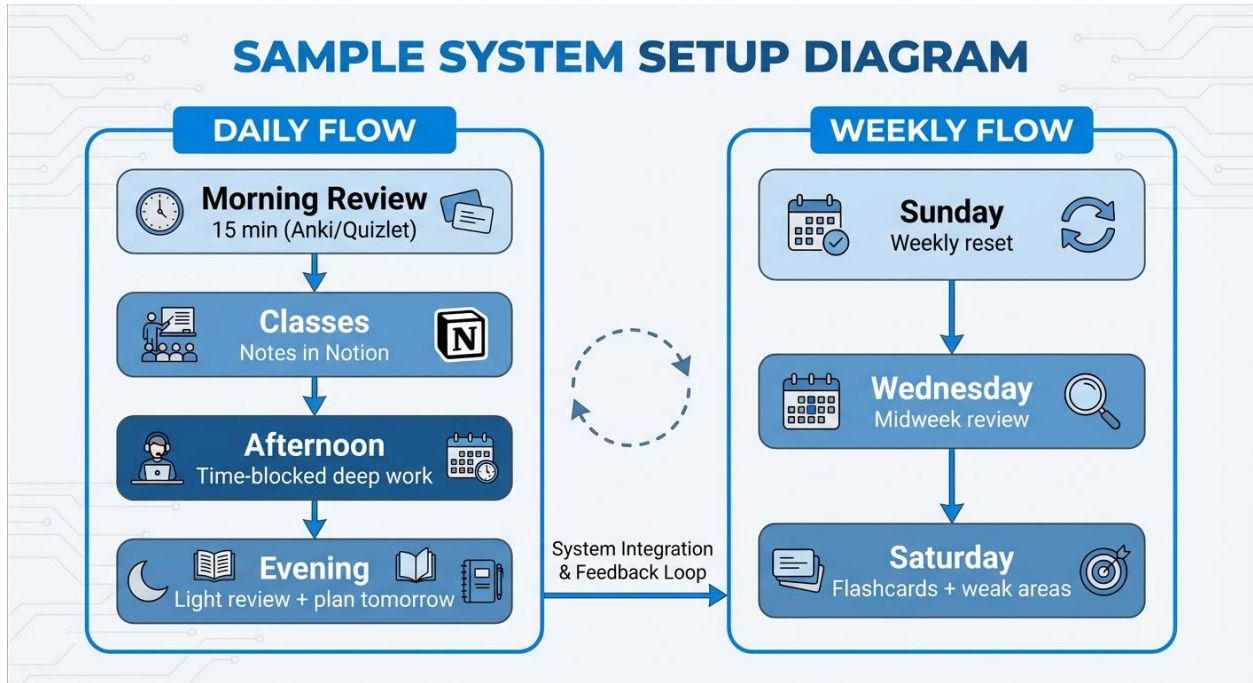 SAMPLE SYSTEM SETUP DIAGRAM
DAILY FLOW
Morning Review
15 min (Anki/Quizlet)
Classes
Notes in Notion
N
Afternoon
Time-blocked deep work
Evening
Light review + plan tomorrow
System Integration
& Feedback Loop
WEEKLY FLOW
Sunday
Weekly reset
Wednesday
Midweek review
Saturday
Flashcards + weak areas